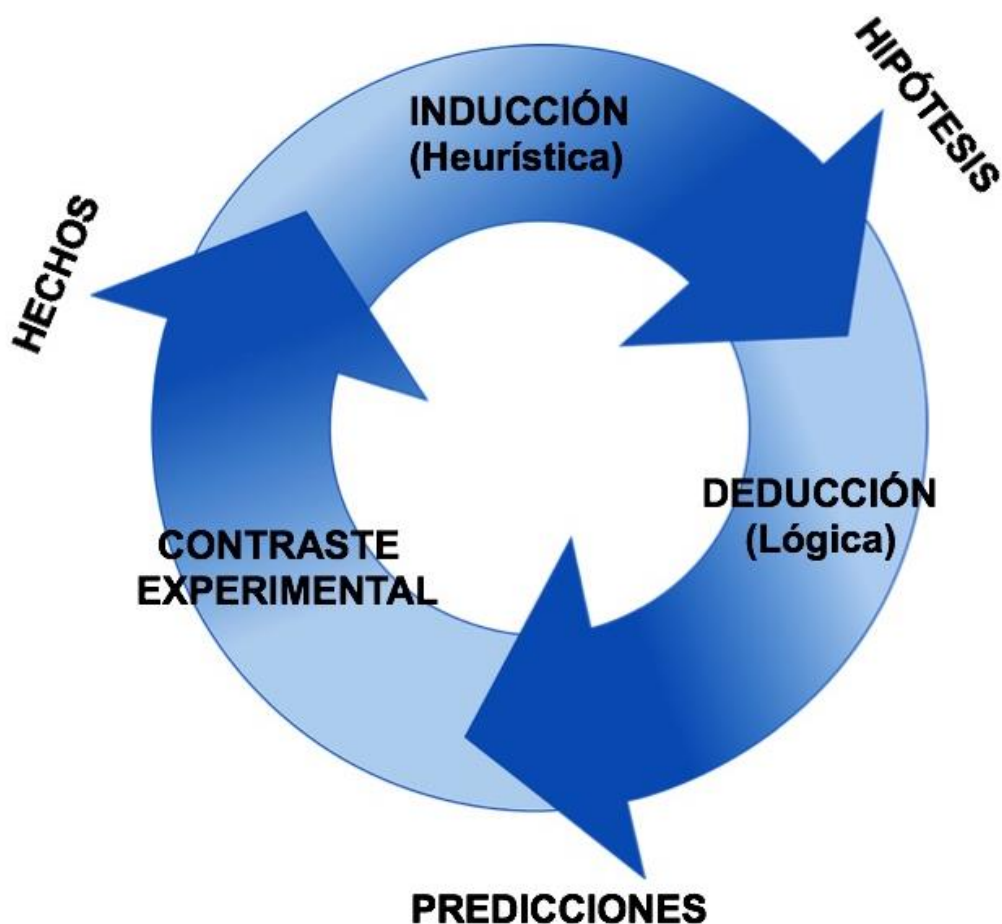 INDUCCIÓN
(Heurística)
HIPÓTESIS
HECHOS
DEDUCCIÓN
(Lógica)
CONTRASTE
EXPERIMENTAL
PREDICCIONES